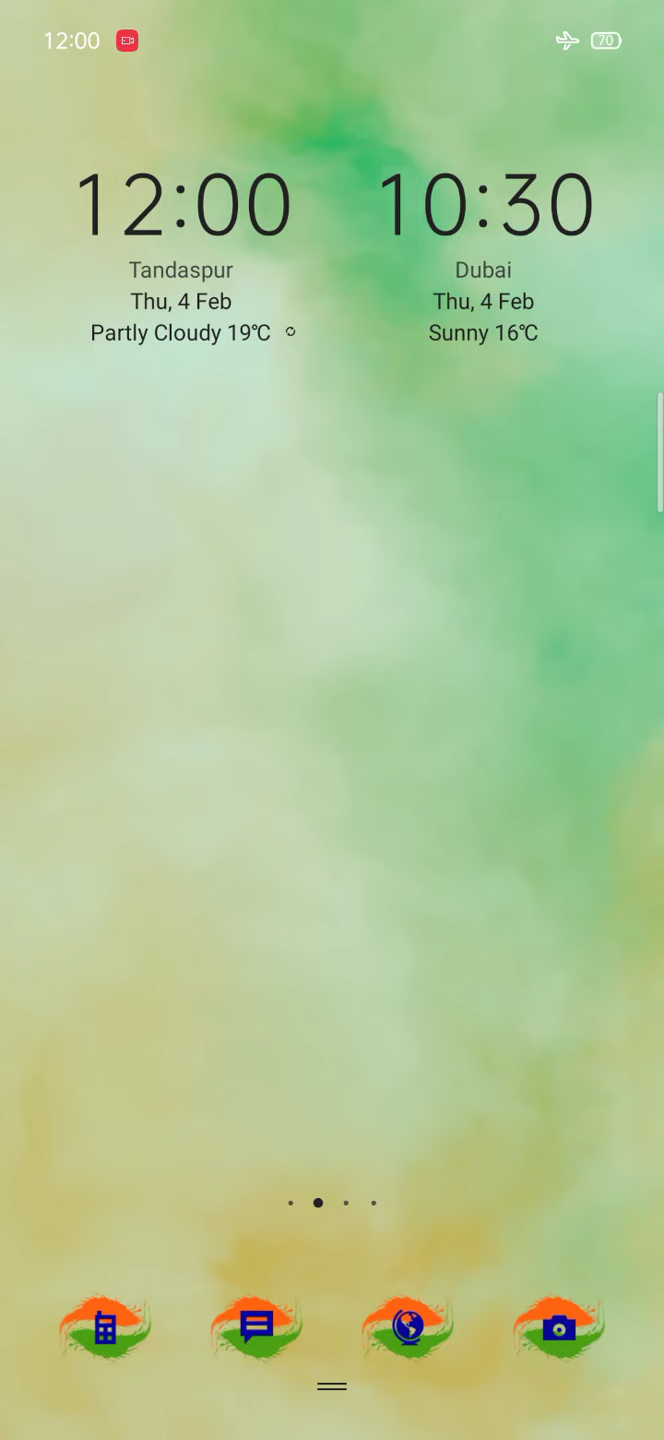 12:00
70
12:00
Tandaspur
Thu, 4 Feb
Partly Cloudy 19℃
10:30
Dubai
Thu, 4 Feb
Sunny 16℃